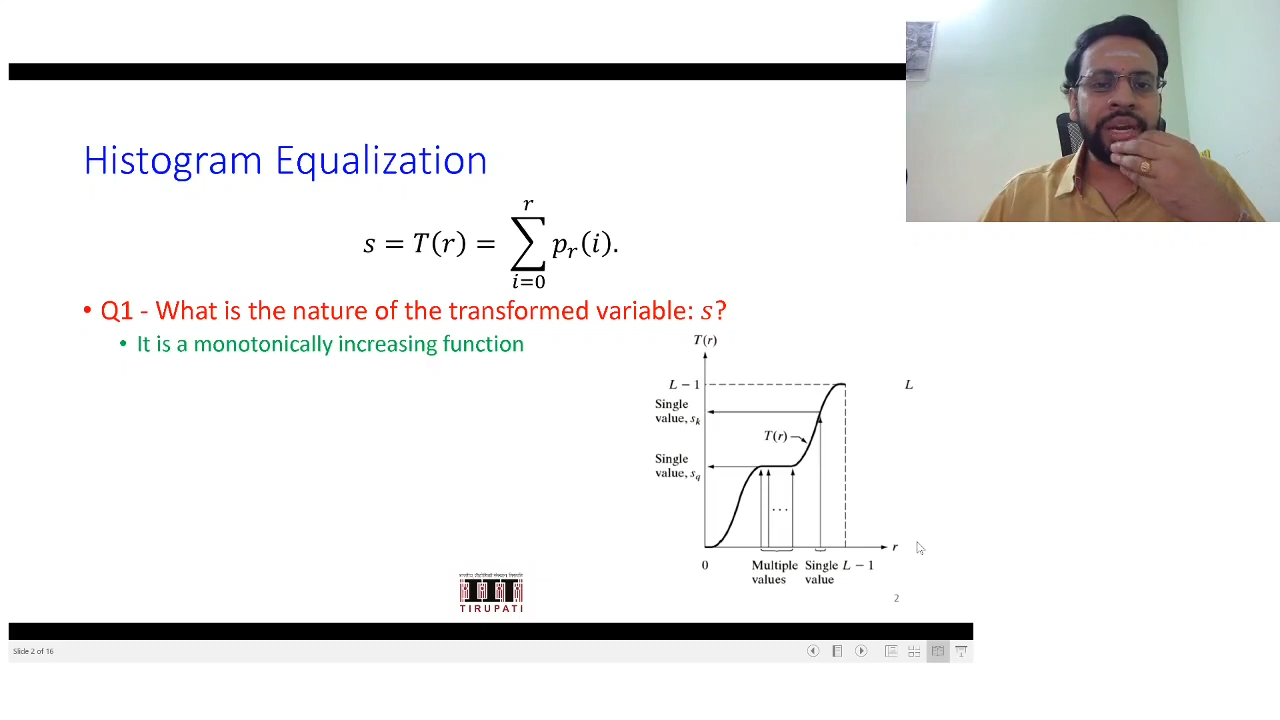 Histogram Equalization
s = T(r) = \sum_{i=0}^{r} p_r(i).
• Q1 - What is the nature of the transformed variable: s?
• It is a monotonically increasing function
T(r)
L − 1
L
Single
value, s_k
T(r)
Single
value, s_q
. . .
r
0
Multiple
values
Single
value
L − 1
TIRUPATI
2
Slide 2 of 16